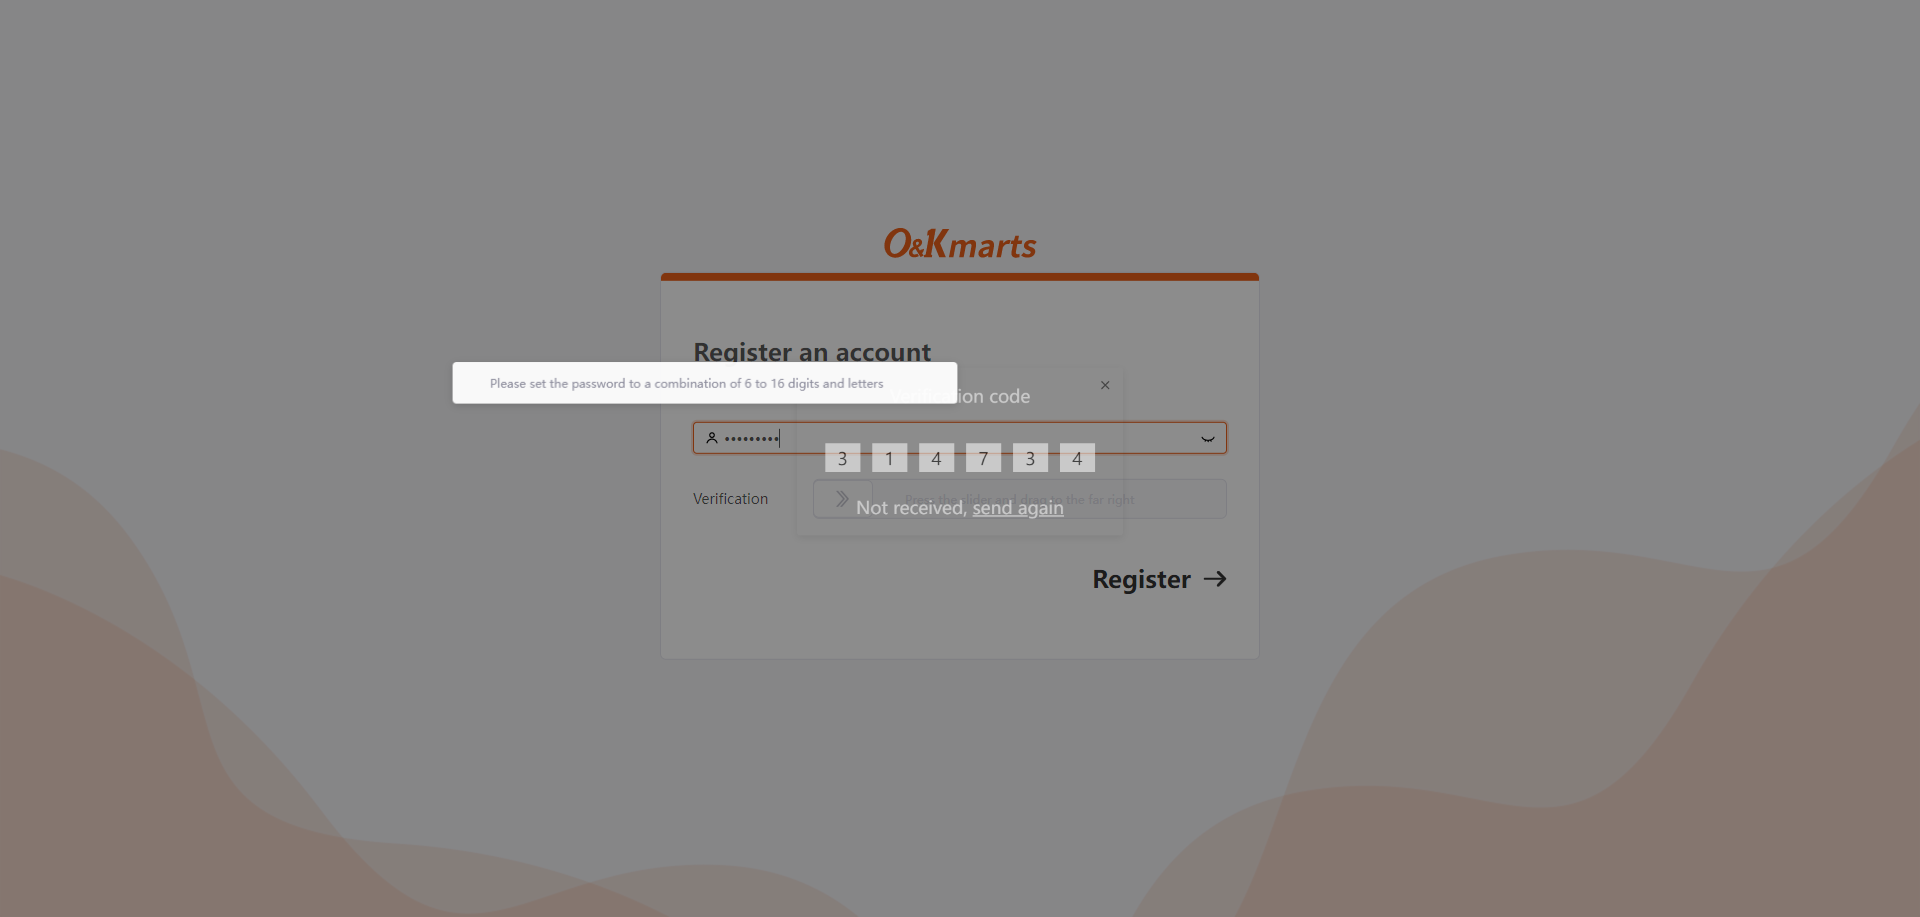 O&Kmarts
Register an account
Please set the password to a combination of 6 to 16 digits and letters
Verification code
3 1 4 7 3 4
Verification
Press the slider and drag to the far right
Not received, send again
Register